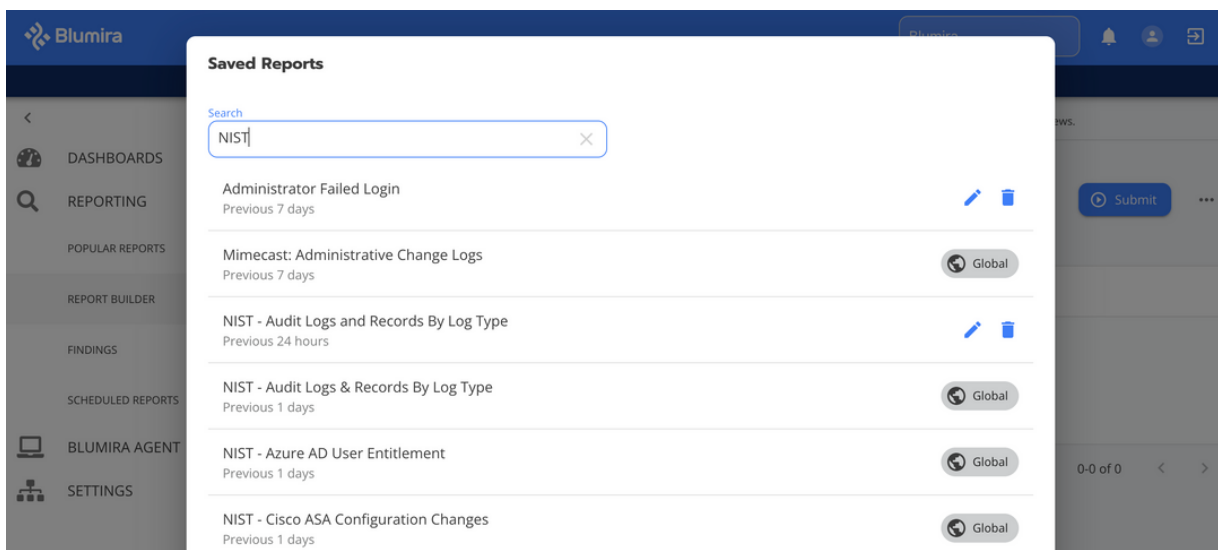 Blumira
Blumira
Saved Reports
Search
NIST
ews.
DASHBOARDS
REPORTING
POPULAR REPORTS
REPORT BUILDER
FINDINGS
SCHEDULED REPORTS
BLUMIRA AGENT
SETTINGS
Administrator Failed Login
Previous 7 days
Mimecast: Administrative Change Logs
Previous 7 days
Global
NIST - Audit Logs and Records By Log Type
Previous 24 hours
NIST - Audit Logs & Records By Log Type
Previous 1 days
Global
NIST - Azure AD User Entitlement
Previous 1 days
Global
NIST - Cisco ASA Configuration Changes
Previous 1 days
Global
Submit
0-0 of 0